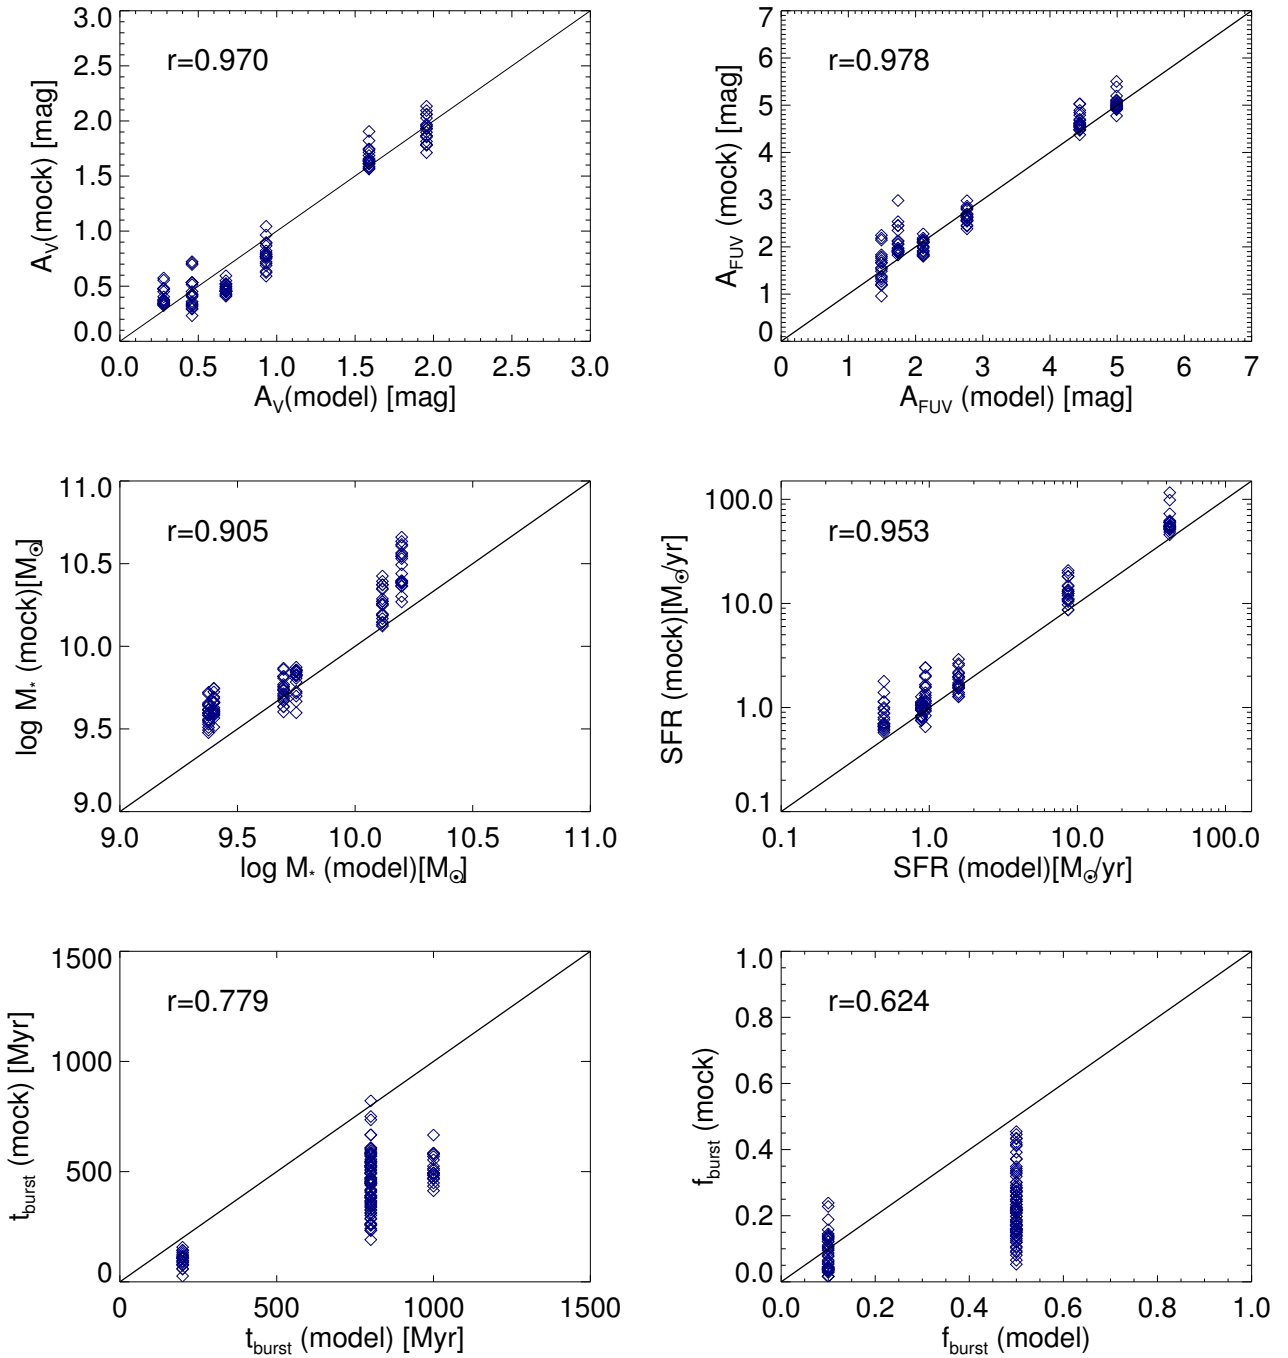 3.0
2.5
2.0
1.5
1.0
0.5
0.0
A_V(mock) [mag]
r=0.970
0.0 0.5 1.0 1.5 2.0 2.5 3.0
A_V(model) [mag]
7
6
5
4
3
2
1
0
A_FUV (mock) [mag]
r=0.978
0 1 2 3 4 5 6 7
A_FUV (model) [mag]
11.0
10.5
10.0
9.5
9.0
log M_* (mock)[M_⊙]
r=0.905
9.0 9.5 10.0 10.5 11.0
log M_* (model)[M_⊙]
100.0
10.0
1.0
0.1
SFR (mock)[M_⊙/yr]
r=0.953
0.1 1.0 10.0 100.0
SFR (model)[M_⊙/yr]
1500
1000
500
0
t_burst (mock) [Myr]
r=0.779
0 500 1000 1500
t_burst (model) [Myr]
1.0
0.8
0.6
0.4
0.2
0.0
f_burst (mock)
r=0.624
0.0 0.2 0.4 0.6 0.8 1.0
f_burst (model)